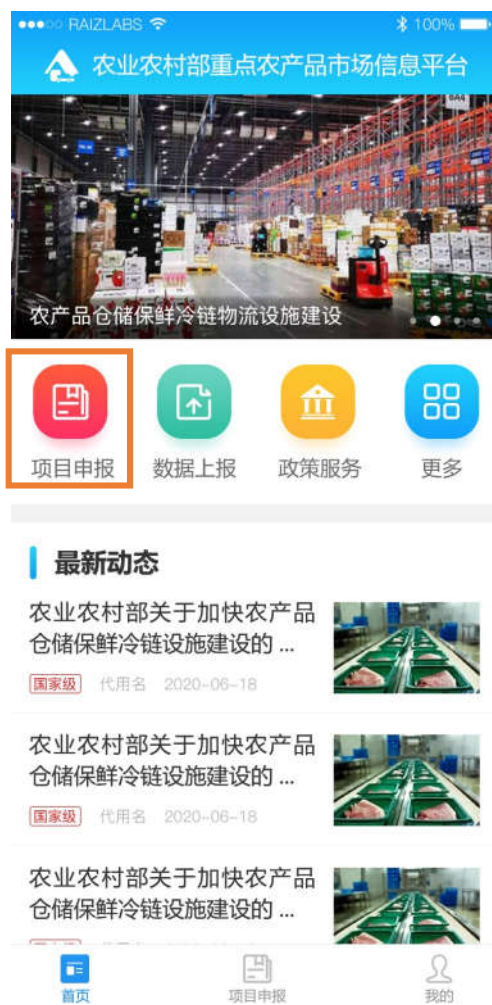 RAIZLABS
100%
农业农村部重点农产品市场信息平台
农产品仓储保鲜冷链物流设施建设
项目申报 数据上报 政策服务 更多
最新动态
农业农村部关于加快农产品
仓储保鲜冷链设施建设的 ...
国家级 代用名 2020-06-18
农业农村部关于加快农产品
仓储保鲜冷链设施建设的 ...
国家级 代用名 2020-06-18
农业农村部关于加快农产品
仓储保鲜冷链设施建设的 ...
首页 项目申报 我的